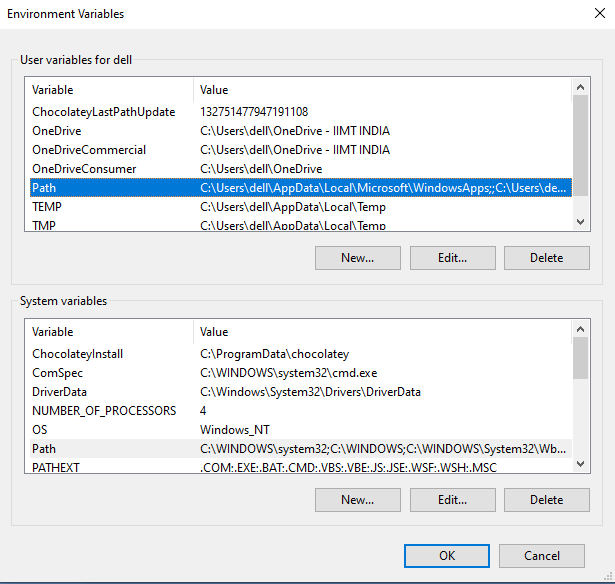 Environment Variables
User variables for dell
Variable Value
ChocolateyLastPathUpdate 132751477947191108
OneDrive C:\Users\dell\OneDrive - IIMT INDIA
OneDriveCommercial C:\Users\dell\OneDrive - IIMT INDIA
OneDriveConsumer C:\Users\dell\OneDrive
Path C:\Users\dell\AppData\Local\Microsoft\WindowsApps;;C:\Users\de...
TEMP C:\Users\dell\AppData\Local\Temp
TMP C:\Users\dell\AppData\Local\Temp
New... Edit... Delete
System variables
Variable Value
ChocolateyInstall C:\ProgramData\chocolatey
ComSpec C:\WINDOWS\system32\cmd.exe
DriverData C:\Windows\System32\Drivers\DriverData
NUMBER_OF_PROCESSORS 4
OS Windows_NT
Path C:\WINDOWS\system32;C:\WINDOWS;C:\WINDOWS\System32\Wb...
PATHEXT .COM;.EXE;.BAT;.CMD;.VBS;.VBE;.JS;.JSE;.WSF;.WSH;.MSC
New... Edit... Delete
OK Cancel